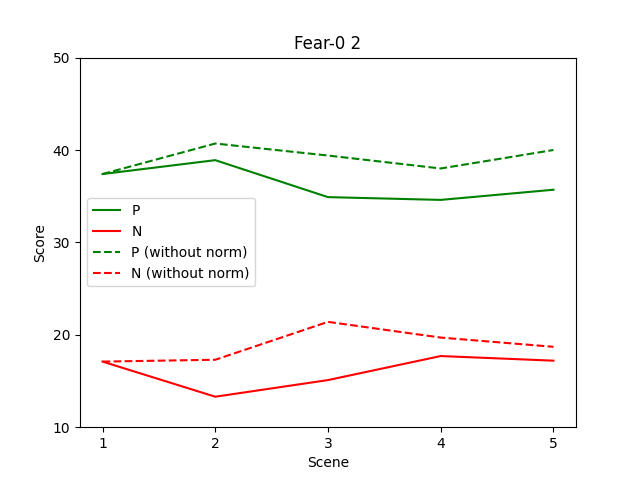 Fear-0 2
50
40
30
20
10
Score
P
N
P (without norm)
N (without norm)
1 2 3 4 5
Scene